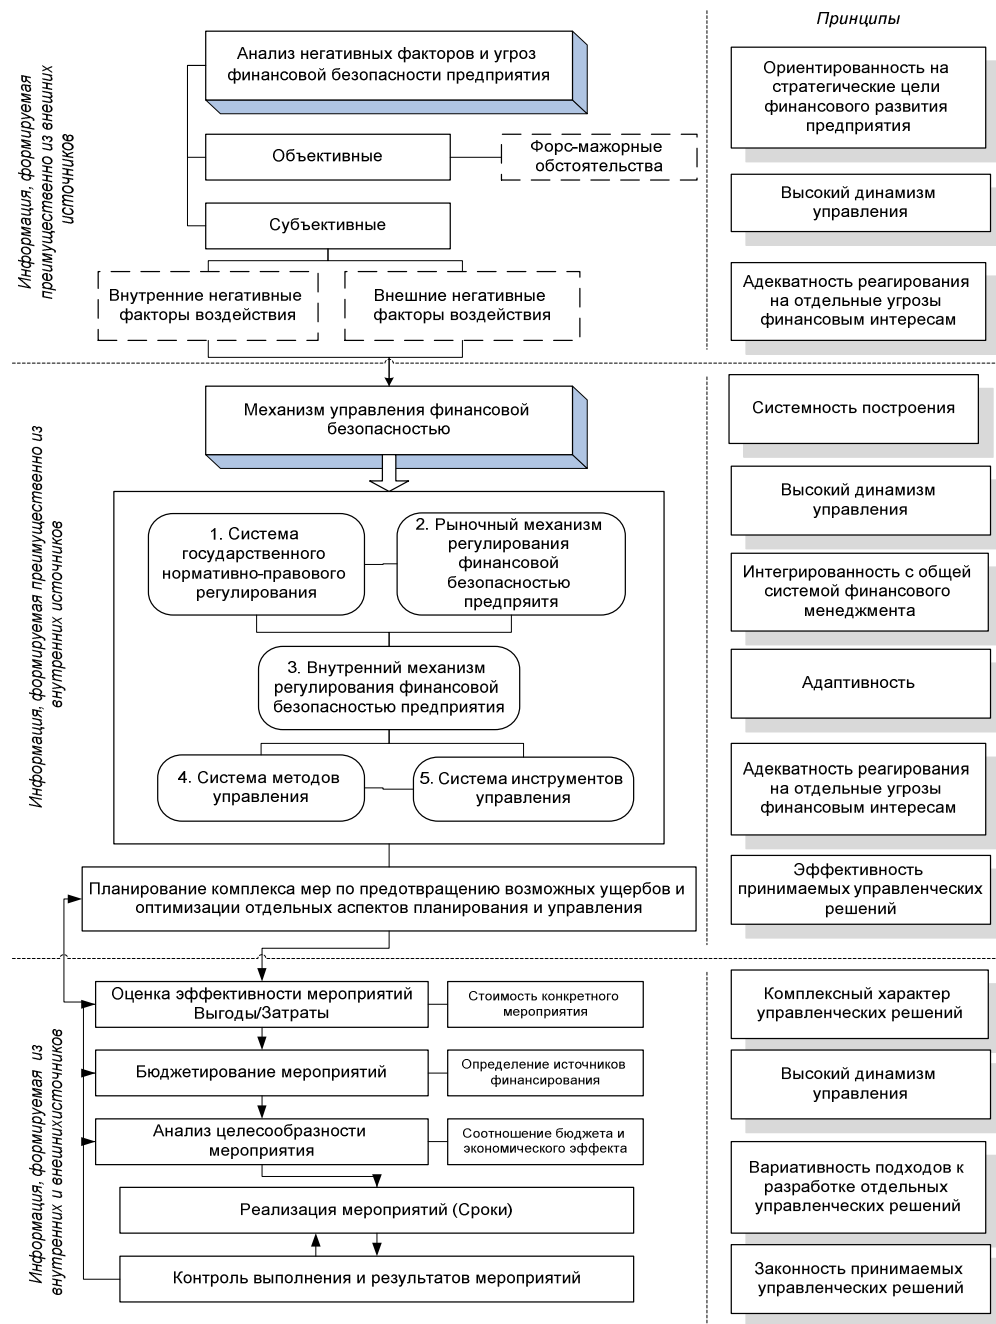 Принципы
Информация, формируемая
преимущественно из внешних
источников
Анализ негативных факторов и угроз
финансовой безопасности предприятия
Объективные
Форс-мажорные
обстоятельства
Субъективные
Внутренние негативные
факторы воздействия
Внешние негативные
факторы воздействия
Ориентированность на
стратегические цели
финансового развития
предприятия
Высокий динамизм
управления
Адекватность реагирования
на отдельные угрозы
финансовым интересам
Информация, формируемая преимущественно из
внутренних источников
Механизм управления финансовой
безопасностью
1. Система
государственного
нормативно-правового
регулирования
2. Рыночный механизм
регулирования
финансовой
безопасностью
предпряитя
3. Внутренний механизм
регулирования финансовой
безопасностью предприятия
4. Система методов
управления
5. Система инструментов
управления
Планирование комплекса мер по предотвращению возможных ущербов и
оптимизации отдельных аспектов планирования и управления
Системность построения
Высокий динамизм
управления
Интегрированность с общей
системой финансового
менеджмента
Адаптивность
Адекватность реагирования
на отдельные угрозы
финансовым интересам
Эффективность
принимаемых управленческих
решений
Информация, формируемая  из
внутренних и внешнихисточников
Оценка эффективности мероприятий
Выгоды/Затраты
Стоимость конкретного
мероприятия
Бюджетирование мероприятий
Определение источников
финансирования
Анализ целесообразности
мероприятия
Соотношение бюджета и
экономического эффекта
Реализация мероприятий (Сроки)
Контроль выполнения и результатов мероприятий
Комплексный характер
управленческих решений
Высокий динамизм
управления
Вариативность подходов к
разработке отдельных
управленческих решений
Законность принимаемых
управленческих решений